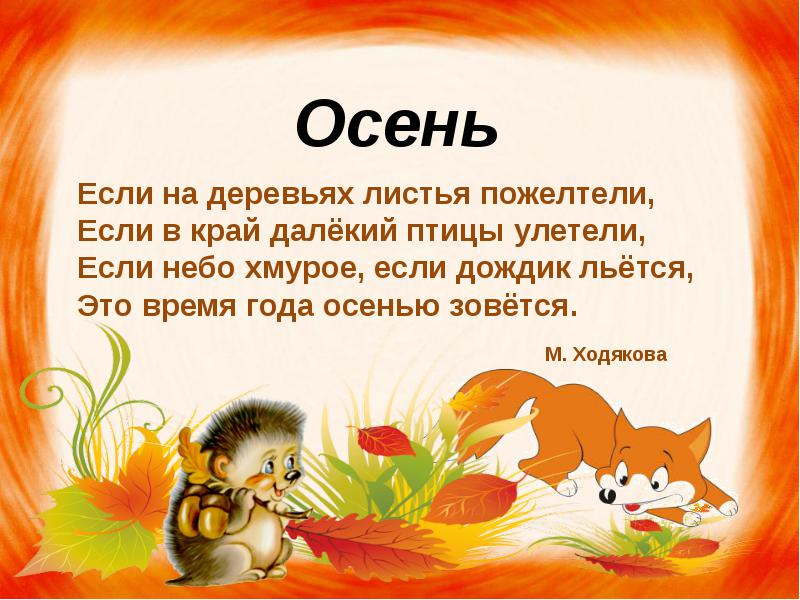 Осень
Если на деревьях листья пожелтели,
Если в край далёкий птицы улетели,
Если небо хмурое, если дождик льётся,
Это время года осенью зовётся.
М. Ходякова